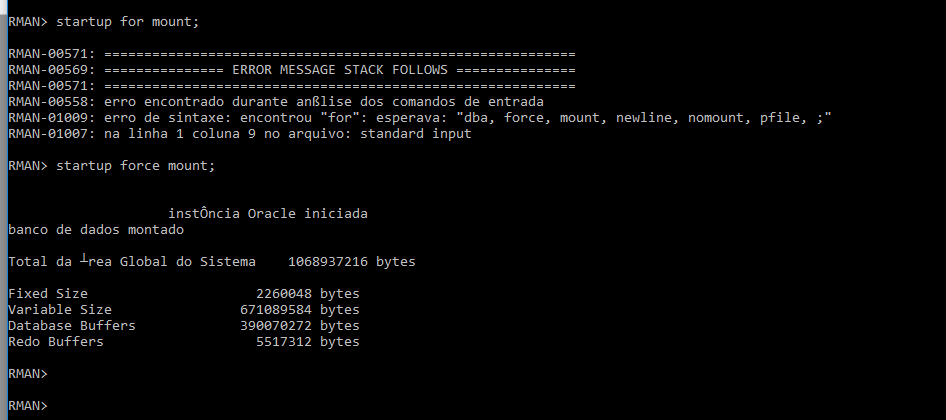 RMAN> startup for mount;
RMAN-00571: ===========================================================
RMAN-00569: =============== ERROR MESSAGE STACK FOLLOWS ===============
RMAN-00571: ===========================================================
RMAN-00558: erro encontrado durante anßlise dos comandos de entrada
RMAN-01009: erro de sintaxe: encontrou "for": esperava: "dba, force, mount, newline, nomount, pfile, ;"
RMAN-01007: na linha 1 coluna 9 no arquivo: standard input
RMAN> startup force mount;
instÔncia Oracle iniciada
banco de dados montado
Total da ┴rea Global do Sistema    1068937216 bytes
Fixed Size                     2260048 bytes
Variable Size                671089584 bytes
Database Buffers             390070272 bytes
Redo Buffers                   5517312 bytes
RMAN>
RMAN>